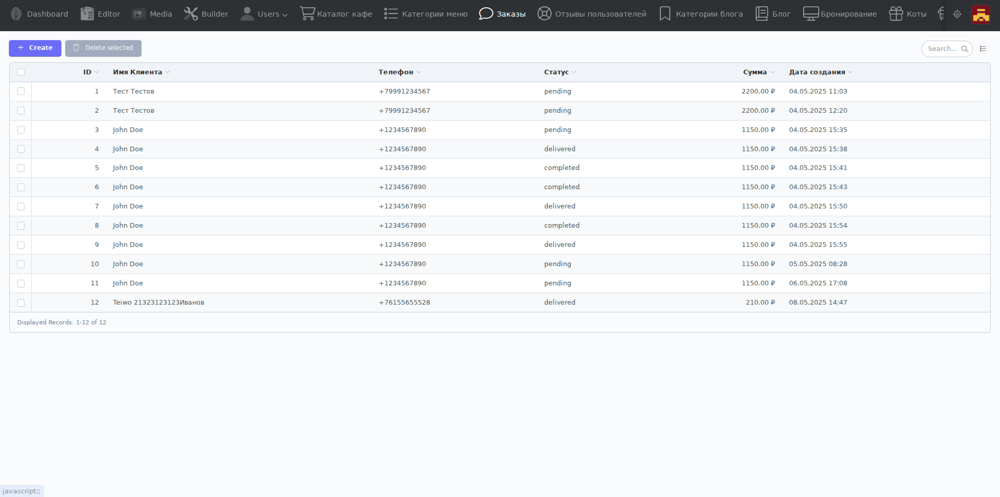 Dashboard Editor Media Builder Users Каталог кафе Категории меню Заказы Отзывы пользователей Категории блога Блог Бронирование Коты
Create Delete selected Search...
ID Имя Клиента Телефон Статус Сумма Дата создания
1 Тест Тестов +79991234567 pending 2200.00 ₽ 04.05.2025 11:03
2 Тест Тестов +79991234567 pending 2200.00 ₽ 04.05.2025 12:20
3 John Doe +1234567890 pending 1150.00 ₽ 04.05.2025 15:35
4 John Doe +1234567890 delivered 1150.00 ₽ 04.05.2025 15:38
5 John Doe +1234567890 completed 1150.00 ₽ 04.05.2025 15:41
6 John Doe +1234567890 completed 1150.00 ₽ 04.05.2025 15:43
7 John Doe +1234567890 delivered 1150.00 ₽ 04.05.2025 15:50
8 John Doe +1234567890 completed 1150.00 ₽ 04.05.2025 15:54
9 John Doe +1234567890 delivered 1150.00 ₽ 04.05.2025 15:55
10 John Doe +1234567890 pending 1150.00 ₽ 05.05.2025 08:28
11 John Doe +1234567890 pending 1150.00 ₽ 06.05.2025 17:08
12 Teiwo 21323123123Иванов +76155655528 delivered 210.00 ₽ 08.05.2025 14:47
Displayed Records: 1-12 of 12
javascript:;